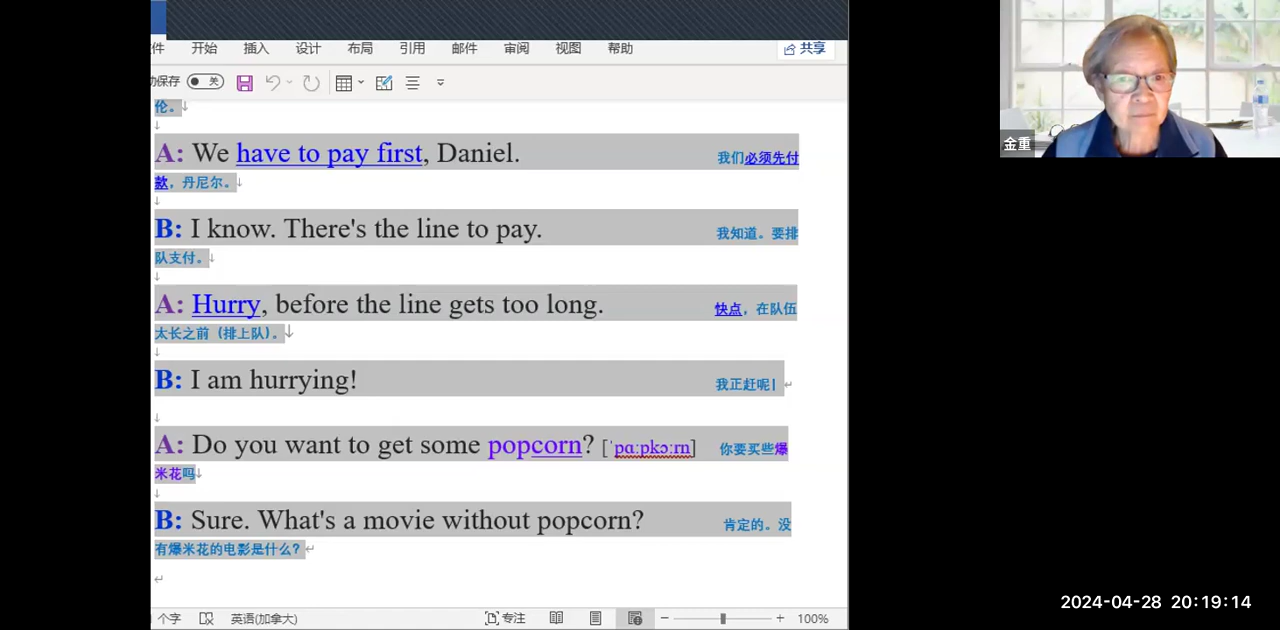 件 开始 插入 设计 布局 引用 邮件 审阅 视图 帮助 共享
动保存 关
伦。
A: We have to pay first, Daniel. 我们必须先付
款，丹尼尔。
B: I know. There's the line to pay. 我知道。要排
队支付。
A: Hurry, before the line gets too long. 快点，在队伍
太长之前（排上队）。
B: I am hurrying! 我正赶呢！
A: Do you want to get some popcorn? [ˈpɑːpkɔːrn] 你要买些爆
米花吗
B: Sure. What's a movie without popcorn? 肯定的。没
有爆米花的电影是什么？
个字 英语(加拿大) 专注 100%
金重
2024-04-28 20:19:14